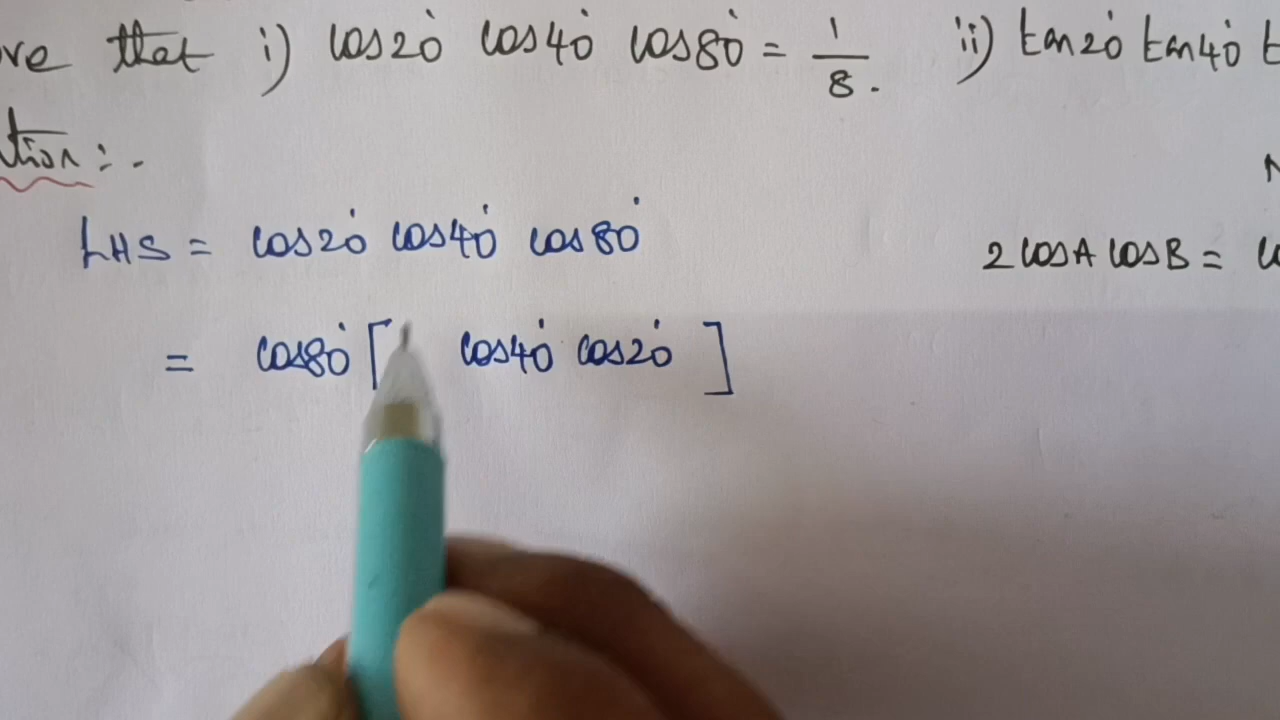 ve that i) cos20° cos40° cos80° = 1/8. ii) tan20° tan40° t
tion :-
LHS = cos20° cos40° cos80°
2 cosA cosB = co
= cos80° [ cos40° cos20° ]